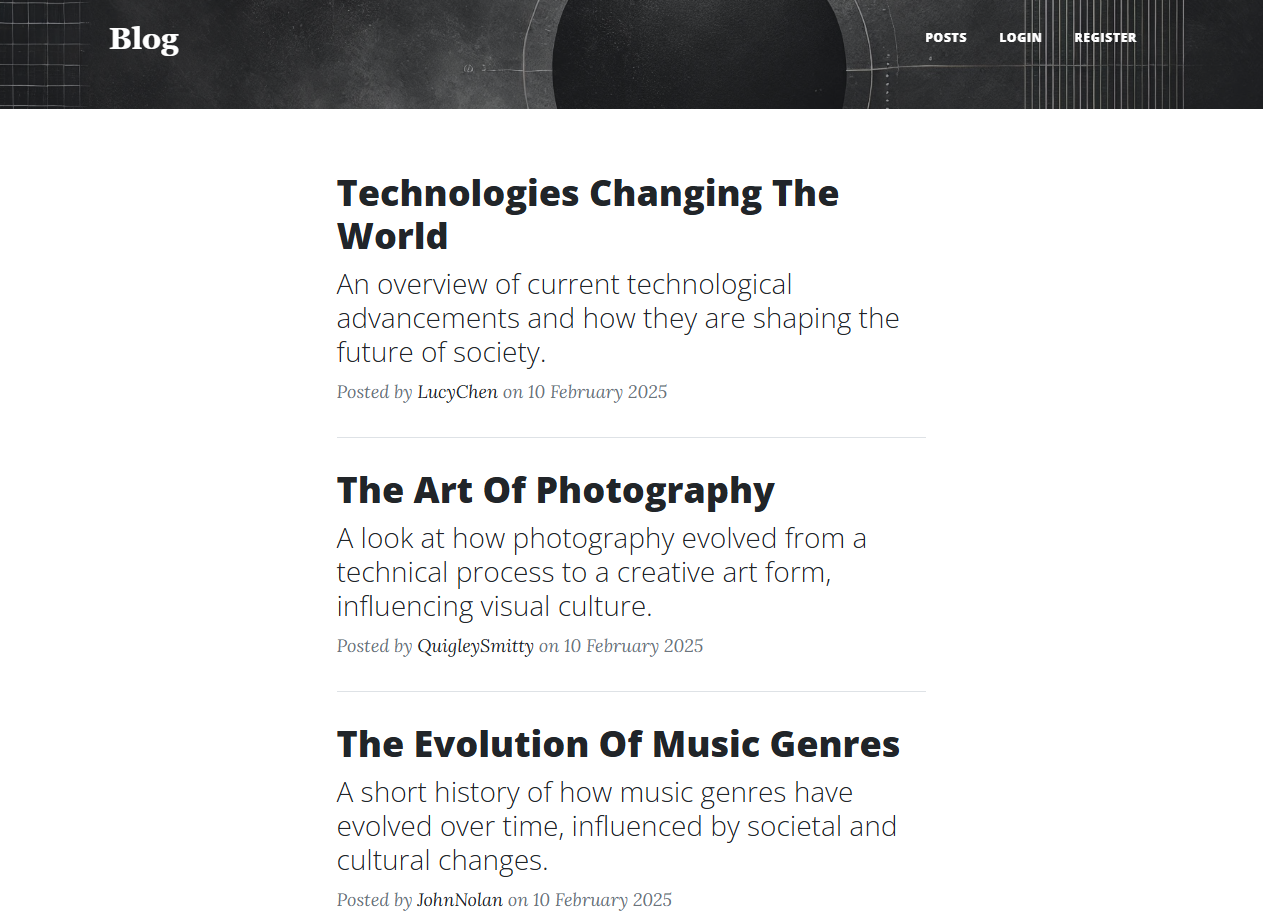 Blog
POSTS LOGIN REGISTER
Technologies Changing The
World
An overview of current technological
advancements and how they are shaping the
future of society.
Posted by LucyChen on 10 February 2025
The Art Of Photography
A look at how photography evolved from a
technical process to a creative art form,
influencing visual culture.
Posted by QuigleySmitty on 10 February 2025
The Evolution Of Music Genres
A short history of how music genres have
evolved over time, influenced by societal and
cultural changes.
Posted by JohnNolan on 10 February 2025